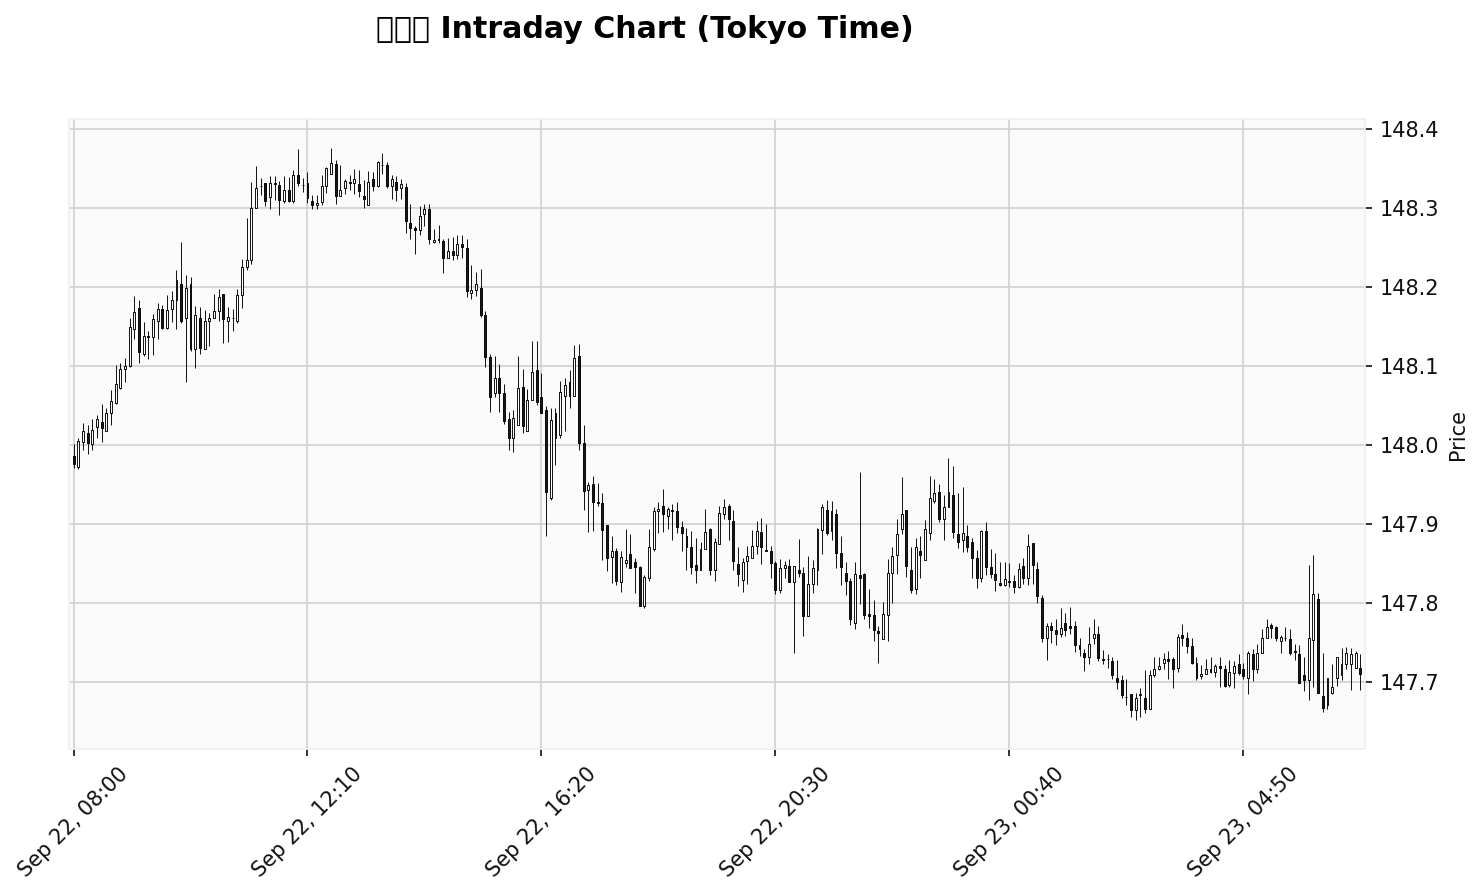 Intraday Chart (Tokyo Time)
148.4
148.3
148.2
148.1
148.0
147.9
147.8
147.7
Price
Sep 22, 08:00
Sep 22, 12:10
Sep 22, 16:20
Sep 22, 20:30
Sep 23, 00:40
Sep 23, 04:50